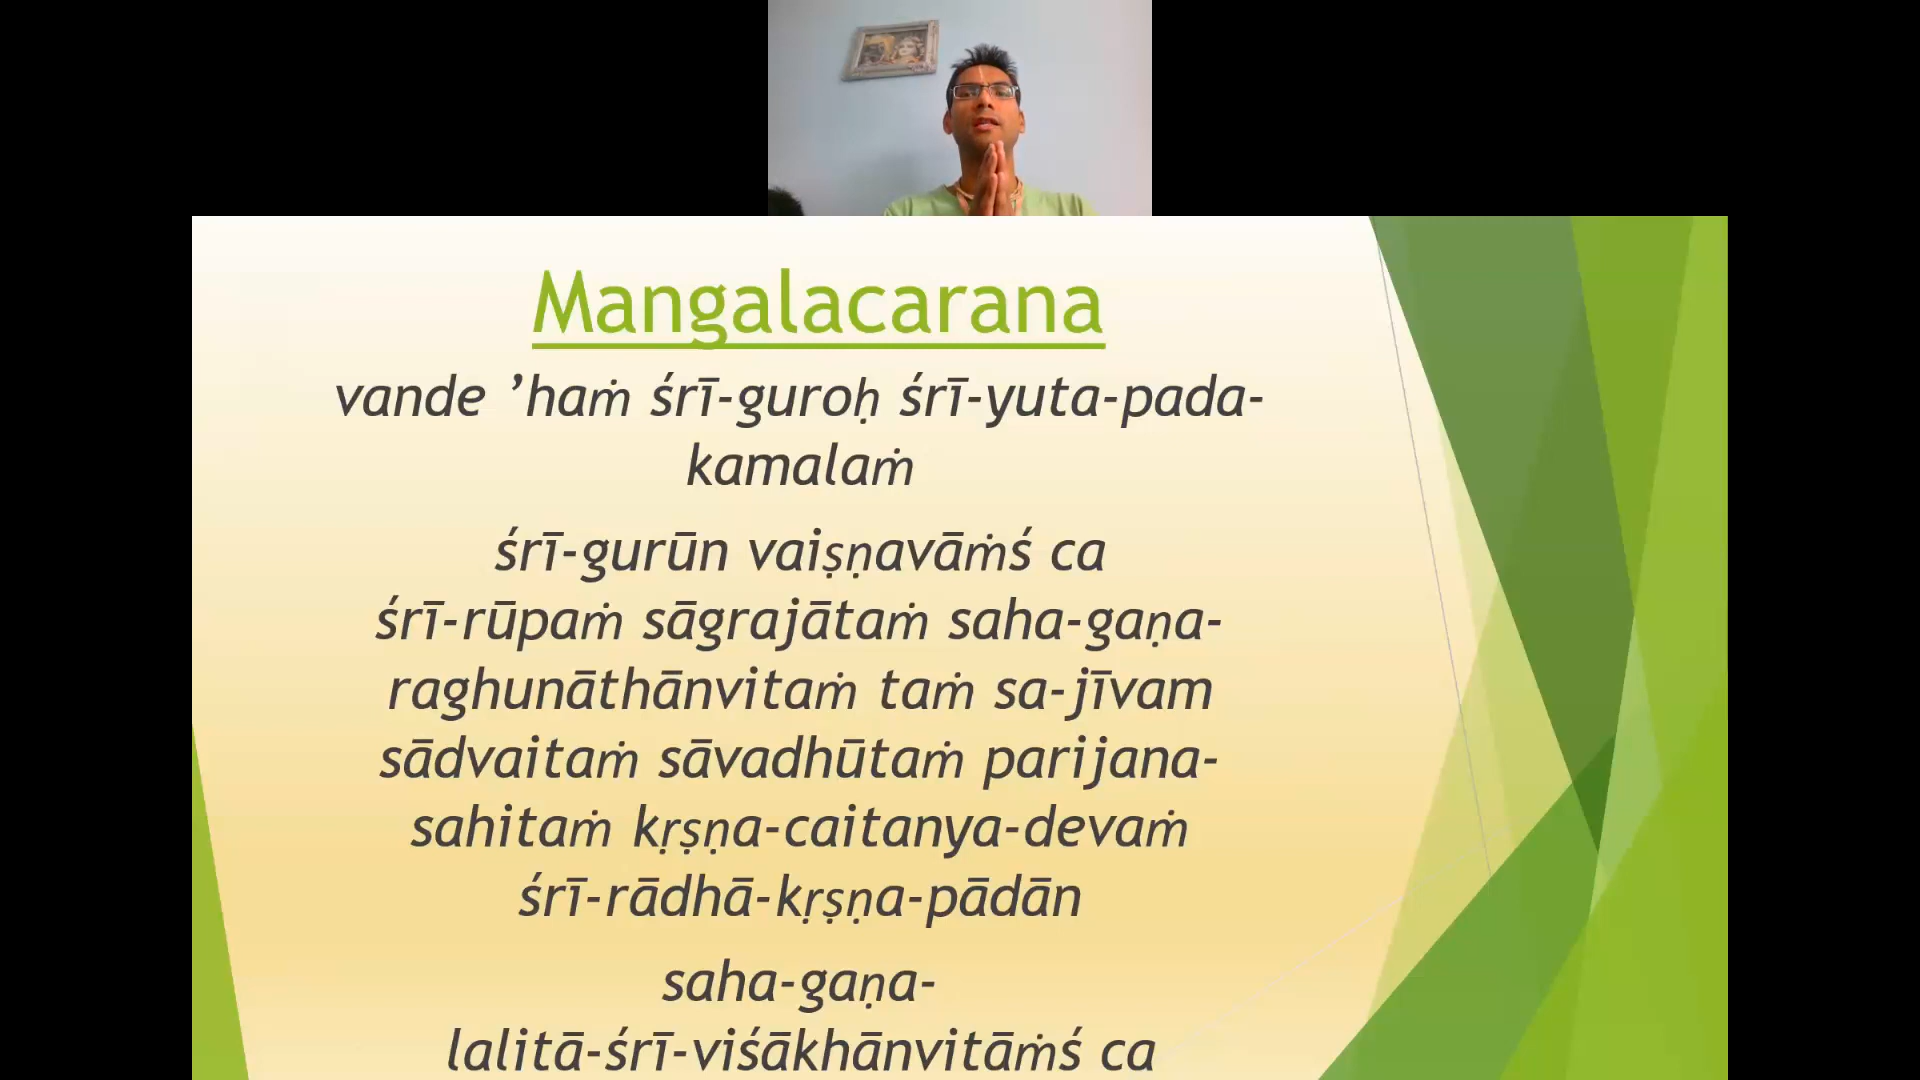 Mangalacarana
vande ’haṁ śrī-guroḥ śrī-yuta-pada-
kamalaṁ
śrī-gurūn vaiṣṇavāṁś ca
śrī-rūpaṁ sāgrajātaṁ saha-gaṇa-
raghunāthānvitaṁ taṁ sa-jīvam
sādvaitaṁ sāvadhūtaṁ parijana-
sahitaṁ kṛṣṇa-caitanya-devaṁ
śrī-rādhā-kṛṣṇa-pādān
saha-gaṇa-
lalitā-śrī-viśākhānvitāṁś ca